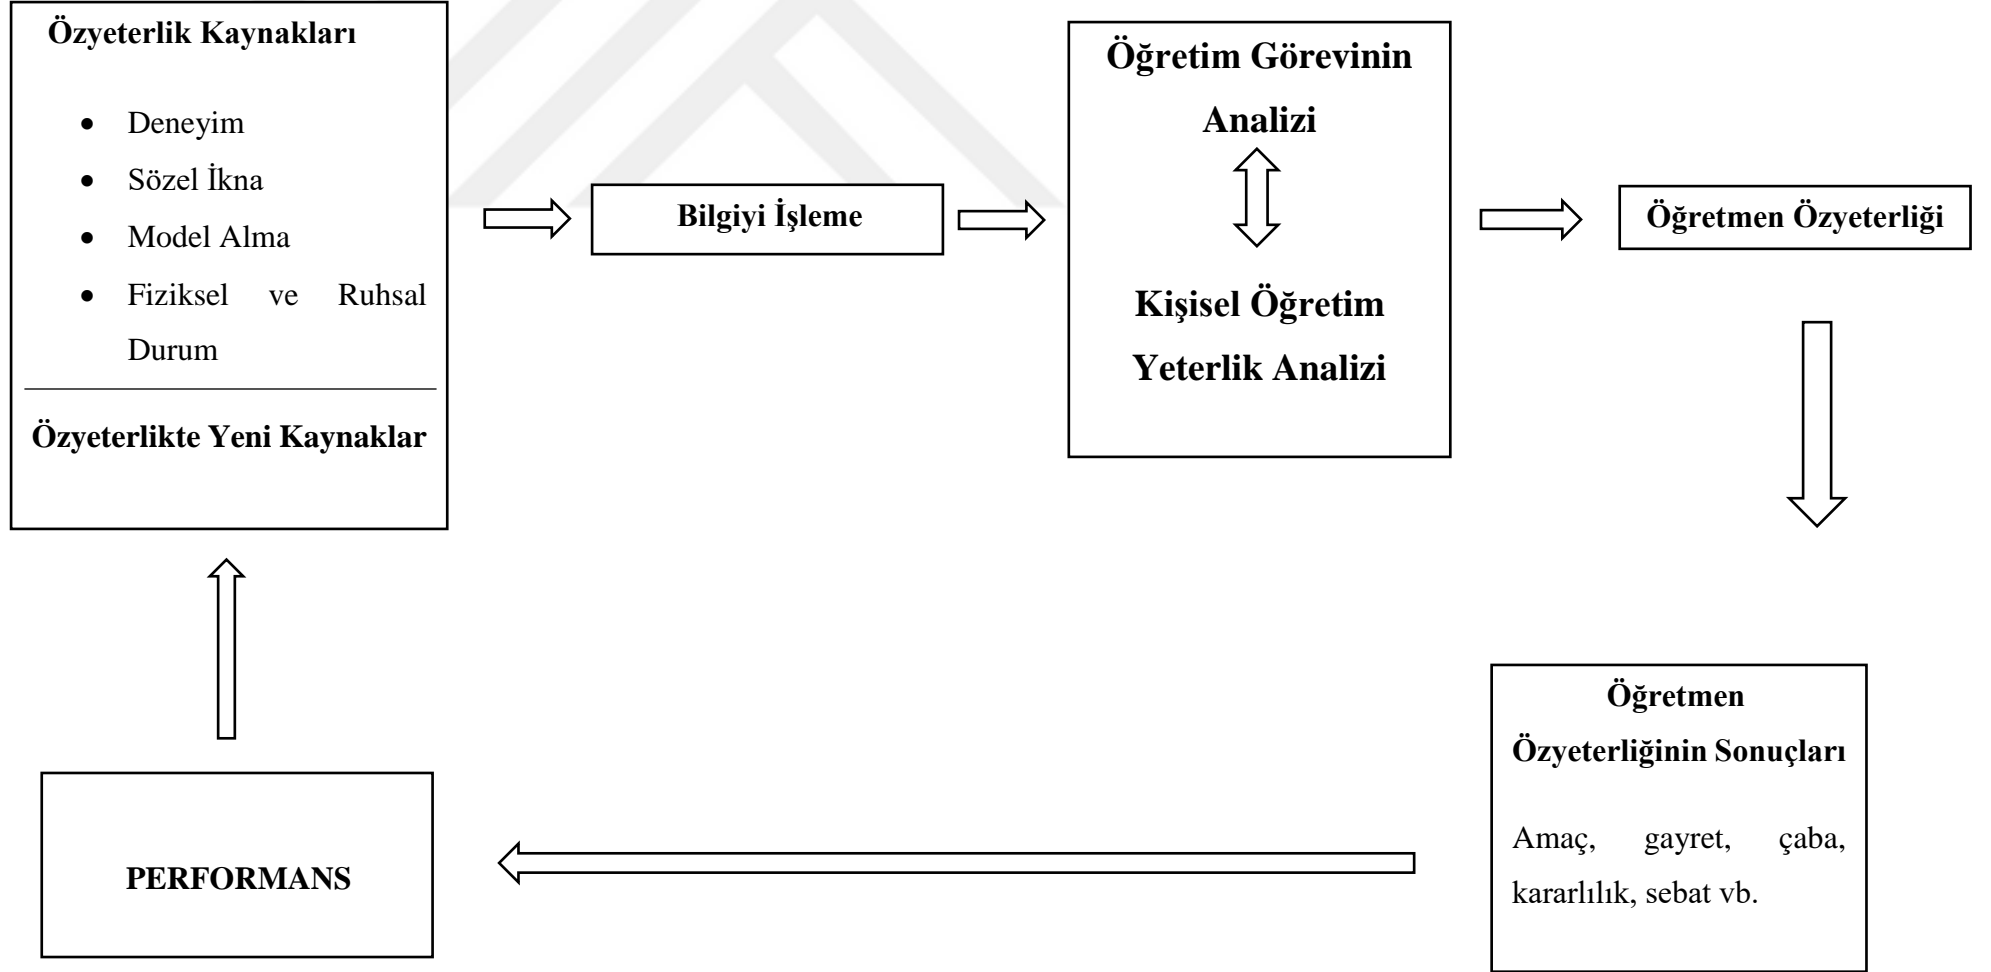 Özyeterlik Kaynakları
• Deneyim
• Sözel İkna
• Model Alma
• Fiziksel ve Ruhsal
Durum
Özyeterlikte Yeni Kaynaklar
Bilgiyi İşleme
Öğretim Görevinin
Analizi
Kişisel Öğretim
Yeterlik Analizi
Öğretmen Özyeterliği
Öğretmen
Özyeterliğinin Sonuçları
Amaç, gayret, çaba,
kararlılık, sebat vb.
PERFORMANS